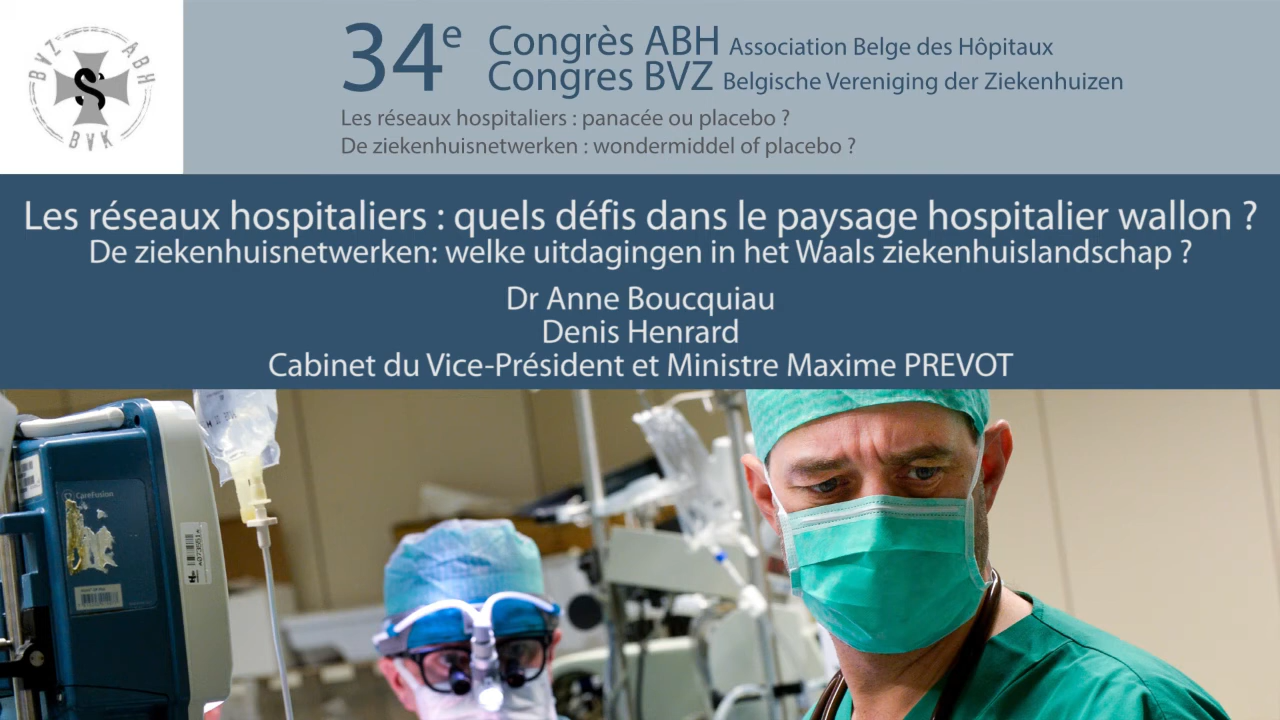 BVZ ABH
BVK
34e Congrès ABH Association Belge des Hôpitaux
Congres BVZ Belgische Vereniging der Ziekenhuizen
Les réseaux hospitaliers : panacée ou placebo ?
De ziekenhuisnetwerken : wondermiddel of placebo ?
Les réseaux hospitaliers : quels défis dans le paysage hospitalier wallon ?
De ziekenhuisnetwerken: welke uitdagingen in het Waals ziekenhuislandschap ?
Dr Anne Boucquiau
Denis Henrard
Cabinet du Vice-Président et Ministre Maxime PREVOT
CareFusion